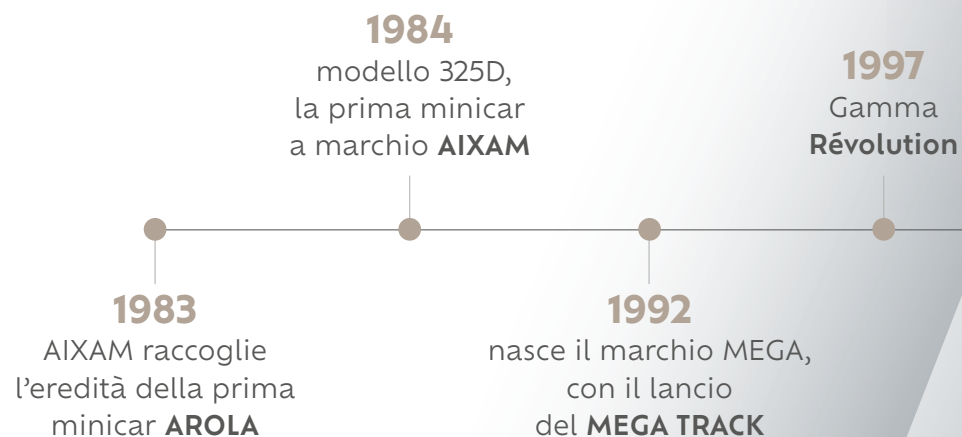 1984
modello 325D,
la prima minicar
a marchio AIXAM
1997
Gamma
Révolution
1983
AIXAM raccoglie
l’eredità della prima
minicar AROLA
1992
nasce il marchio MEGA,
con il lancio
del MEGA TRACK